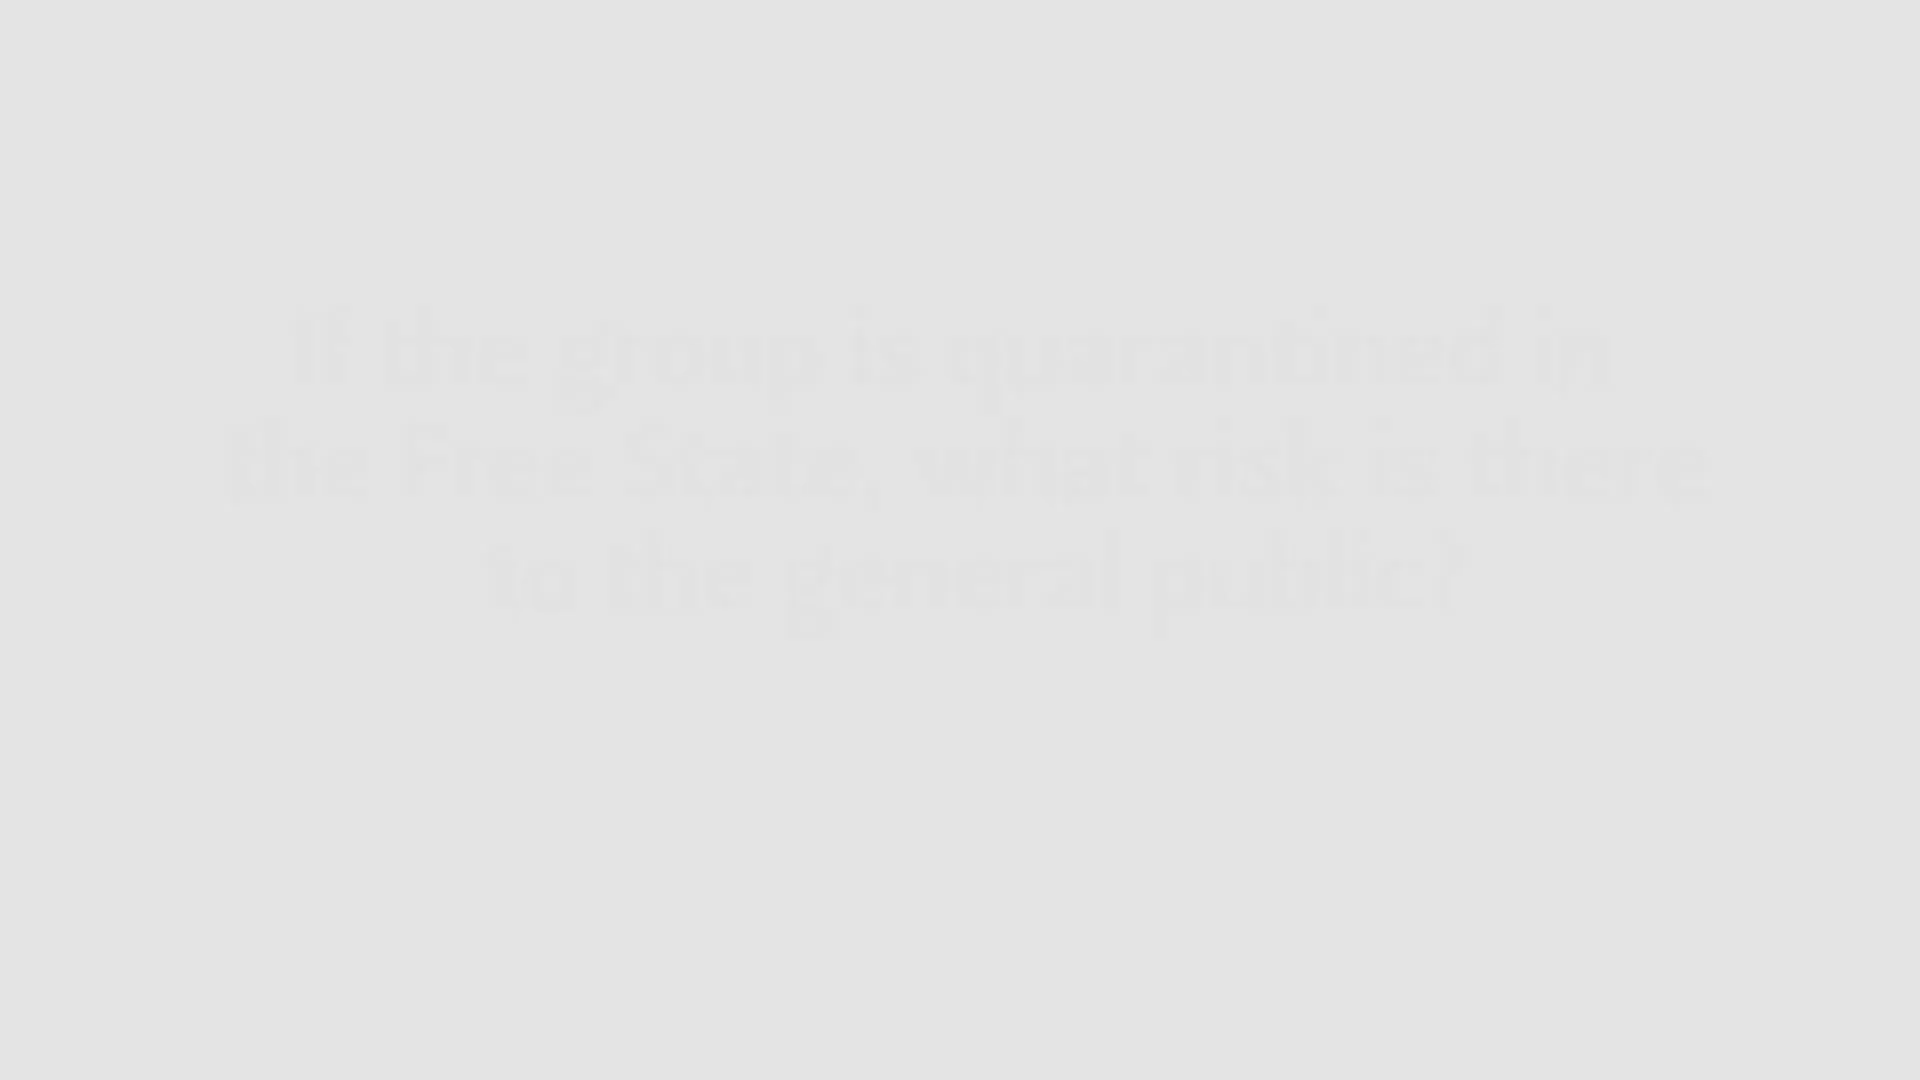 If the group is quarantined in
the Free State, what risk is there
to the general public?